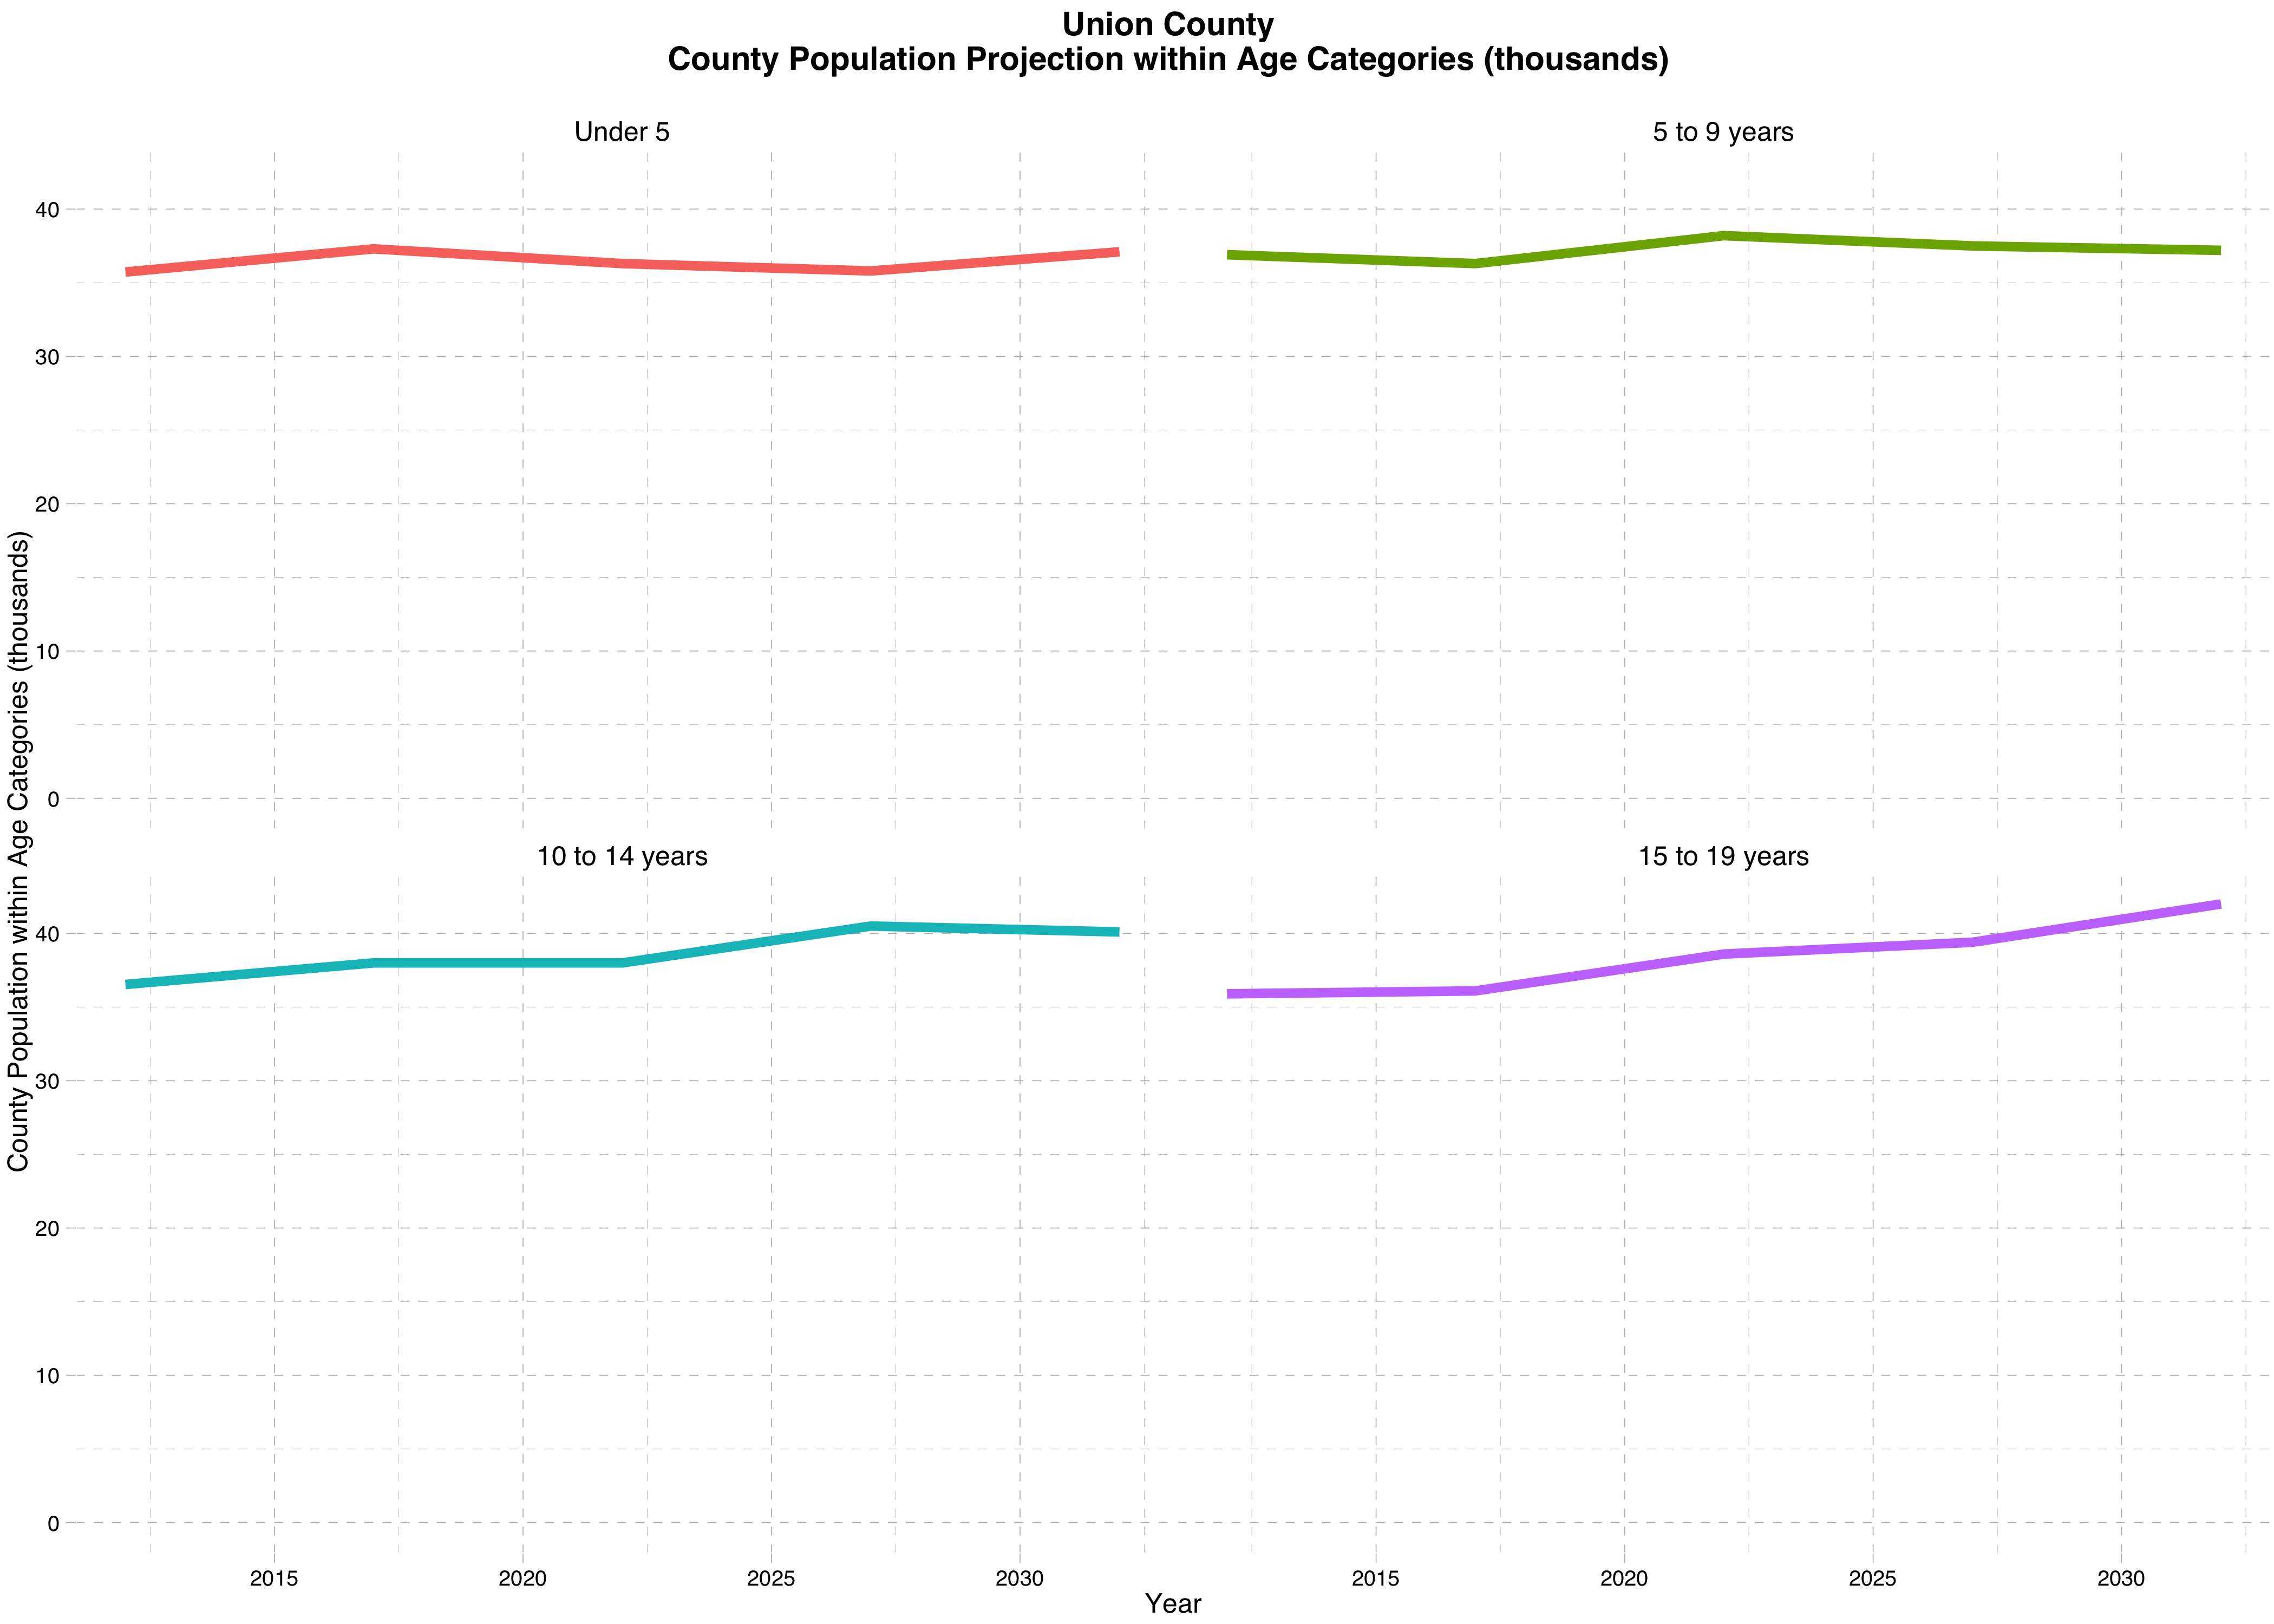 Union County
County Population Projection within Age Categories (thousands)
Under 5
5 to 9 years
40
30
20
10
0
County Population within Age Categories (thousands)
10 to 14 years
15 to 19 years
40
30
20
10
0
2015
2020
2025
2030
2015
2020
2025
2030
Year